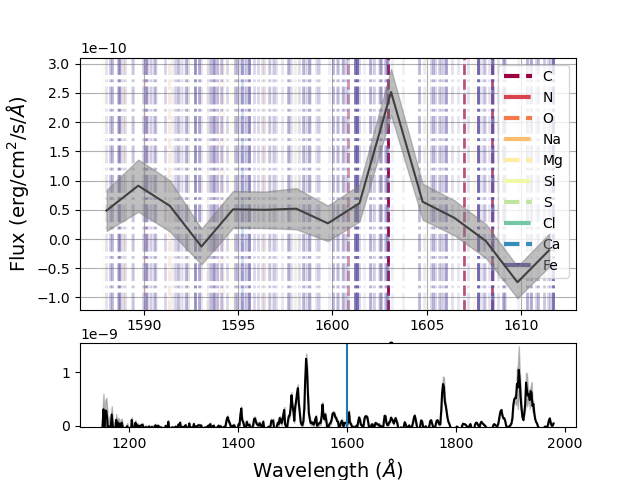 1e−10
3.0
2.5
2.0
1.5
1.0
0.5
0.0
−0.5
−1.0
Flux (erg/cm²/s/Å)
C
N
O
Na
Mg
Si
S
Cl
Ca
Fe
1590 1595 1600 1605 1610
1e−9
1
0
1200 1400 1600 1800 2000
Wavelength (Å)